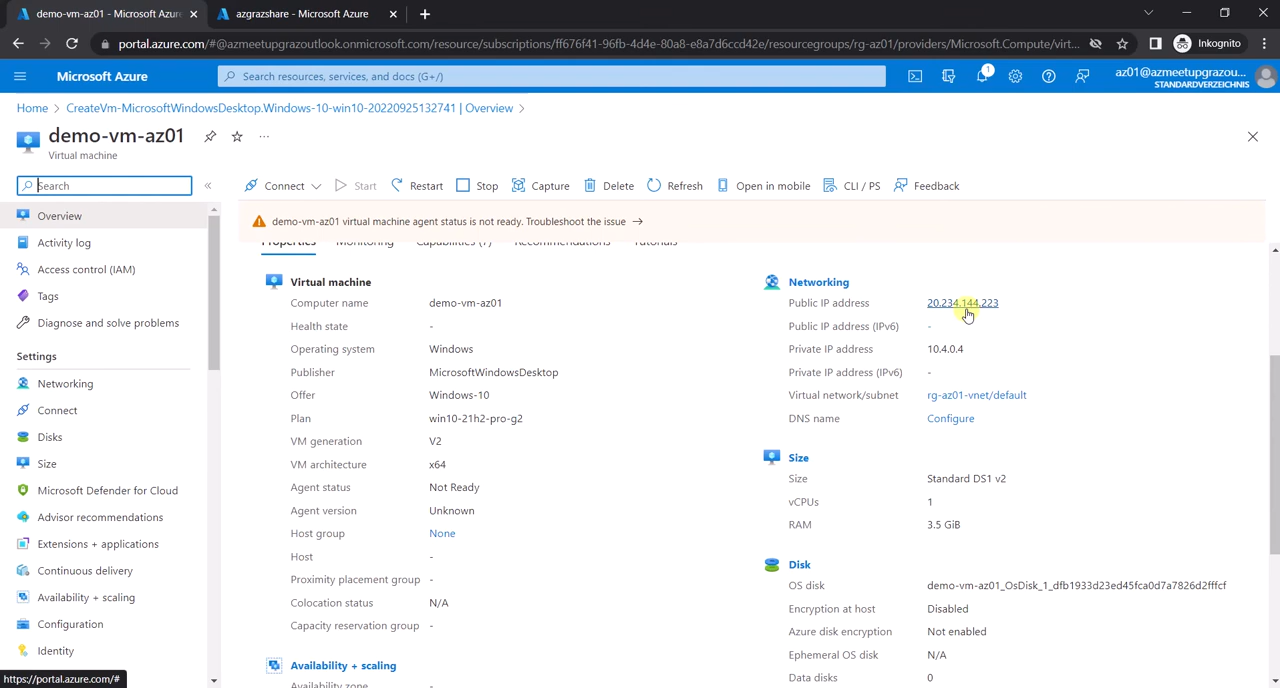 demo-vm-az01 - Microsoft Azure
azgrazshare - Microsoft Azure
portal.azure.com/#@azmeetupgrazoutlook.onmicrosoft.com/resource/subscriptions/ff676f41-96fb-4d4e-80a8-e8a7d6ccd42e/resourcegroups/rg-az01/providers/Microsoft.Compute/virt...
Inkognito
Microsoft Azure
Search resources, services, and docs (G+/)
1
az01@azmeetupgrazou...
STANDARDVERZEICHNIS
Home > CreateVm-MicrosoftWindowsDesktop.Windows-10-win10-20220925132741 | Overview >
demo-vm-az01
Virtual machine
Search
Connect Start Restart Stop Capture Delete Refresh Open in mobile CLI / PS Feedback
demo-vm-az01 virtual machine agent status is not ready. Troubleshoot the issue →
Properties Monitoring Capabilities (7) Recommendations Tutorials
Overview
Activity log
Access control (IAM)
Tags
Diagnose and solve problems
Settings
Networking
Connect
Disks
Size
Microsoft Defender for Cloud
Advisor recommendations
Extensions + applications
Continuous delivery
Availability + scaling
Configuration
Identity
Virtual machine
Computer name demo-vm-az01
Health state -
Operating system Windows
Publisher MicrosoftWindowsDesktop
Offer Windows-10
Plan win10-21h2-pro-g2
VM generation V2
VM architecture x64
Agent status Not Ready
Agent version Unknown
Host group None
Host -
Proximity placement group -
Colocation status N/A
Capacity reservation group -
Availability + scaling
Availability zone
Networking
Public IP address 20.234.144.223
Public IP address (IPv6) -
Private IP address 10.4.0.4
Private IP address (IPv6) -
Virtual network/subnet rg-az01-vnet/default
DNS name Configure
Size
Size Standard DS1 v2
vCPUs 1
RAM 3.5 GiB
Disk
OS disk demo-vm-az01_OsDisk_1_dfb1933d23ed45fca0d7a7826d2fffcf
Encryption at host Disabled
Azure disk encryption Not enabled
Ephemeral OS disk N/A
Data disks 0
https://portal.azure.com/#